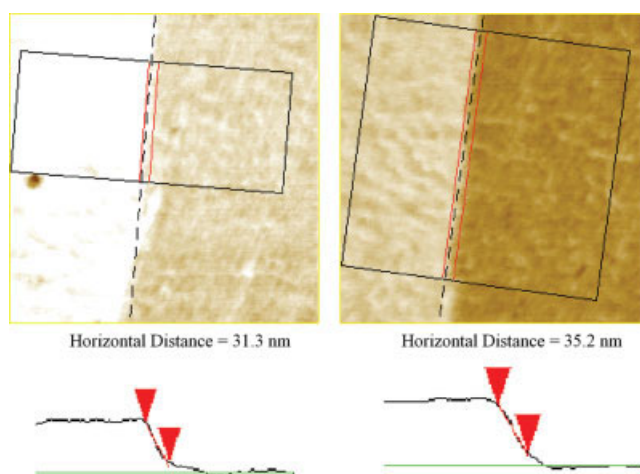 Horizontal Distance = 31.3 nm
Horizontal Distance = 35.2 nm